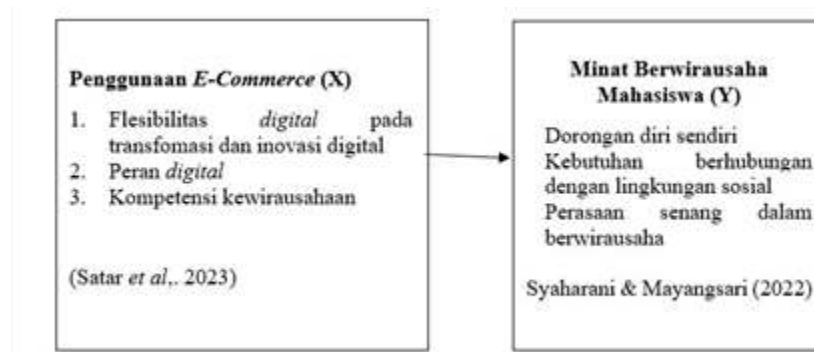 Penggunaan E-Commerce (X)
1. Flesibilitas digital pada
transfomasi dan inovasi digital
2. Peran digital
3. Kompetensi kewirausahaan
(Satar et al,. 2023)
Minat Berwirausaha
Mahasiswa (Y)
Dorongan diri sendiri
Kebutuhan berhubungan
dengan lingkungan sosial
Perasaan senang dalam
berwirausaha
Syaharani & Mayangsari (2022)